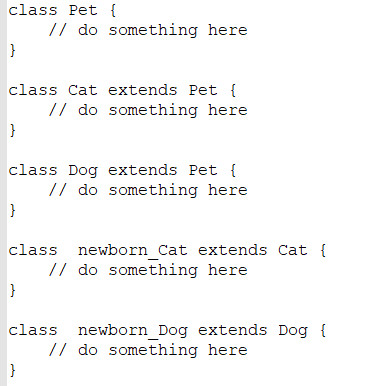 class Pet {
    // do something here
}

class Cat extends Pet {
    // do something here
}

class Dog extends Pet {
    // do something here
}

class  newborn_Cat extends Cat {
    // do something here
}

class  newborn_Dog extends Dog {
    // do something here
}